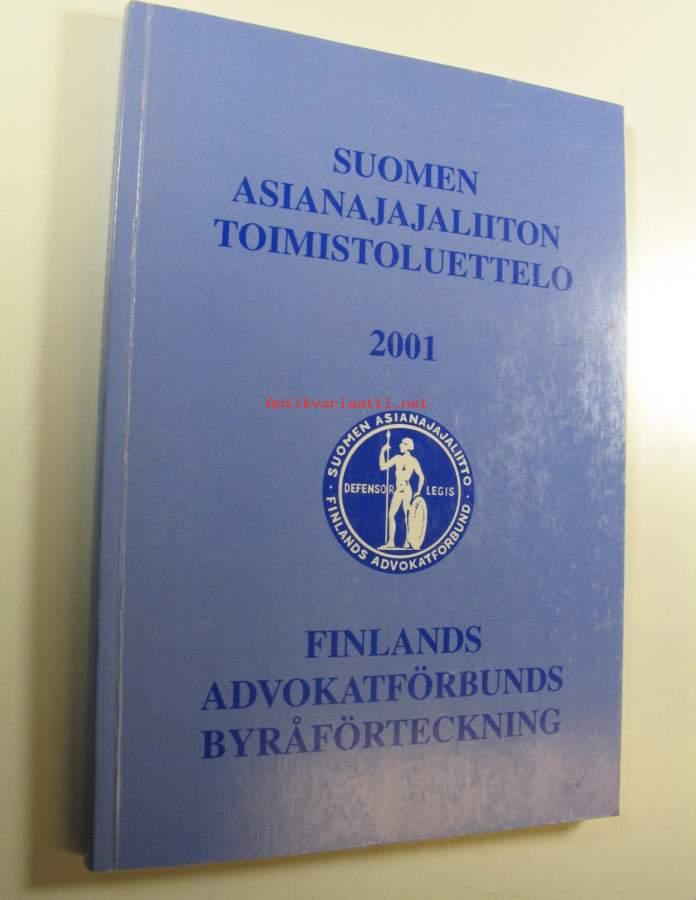 SUOMEN
ASIANAJAJALIITON
TOIMISTOLUETTELO
2001
Antikvariaatti.net
· SUOMEN ASIANAJAJALIITTO ·
DEFENSOR LEGIS
FINLANDS ADVOKATFÖRBUND
FINLANDS
ADVOKATFÖRBUNDS
BYRÅFÖRTECKNING